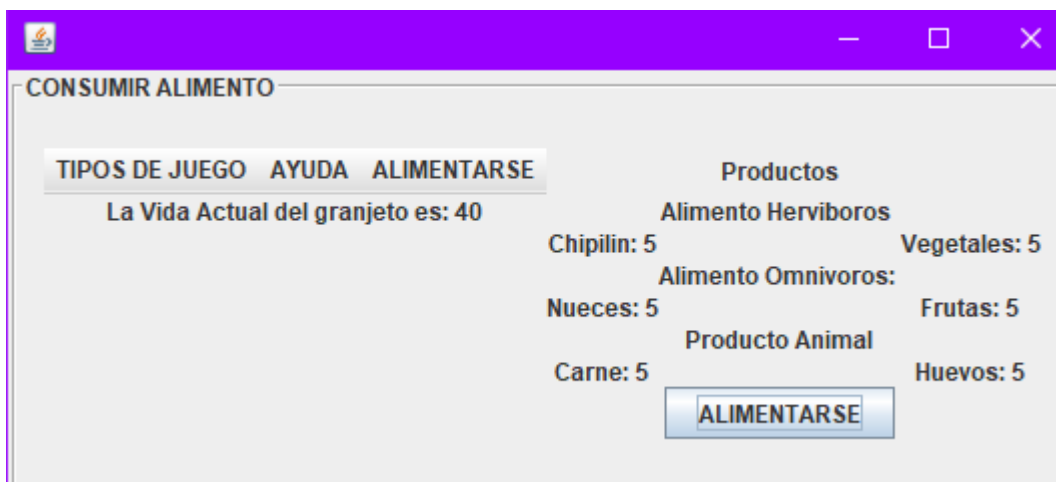 CONSUMIR ALIMENTO
TIPOS DE JUEGO AYUDA ALIMENTARSE
Productos
La Vida Actual del granjeto es: 40
Alimento Herviboros
Chipilin: 5
Vegetales: 5
Alimento Omnivoros:
Nueces: 5
Frutas: 5
Producto Animal
Carne: 5
Huevos: 5
ALIMENTARSE